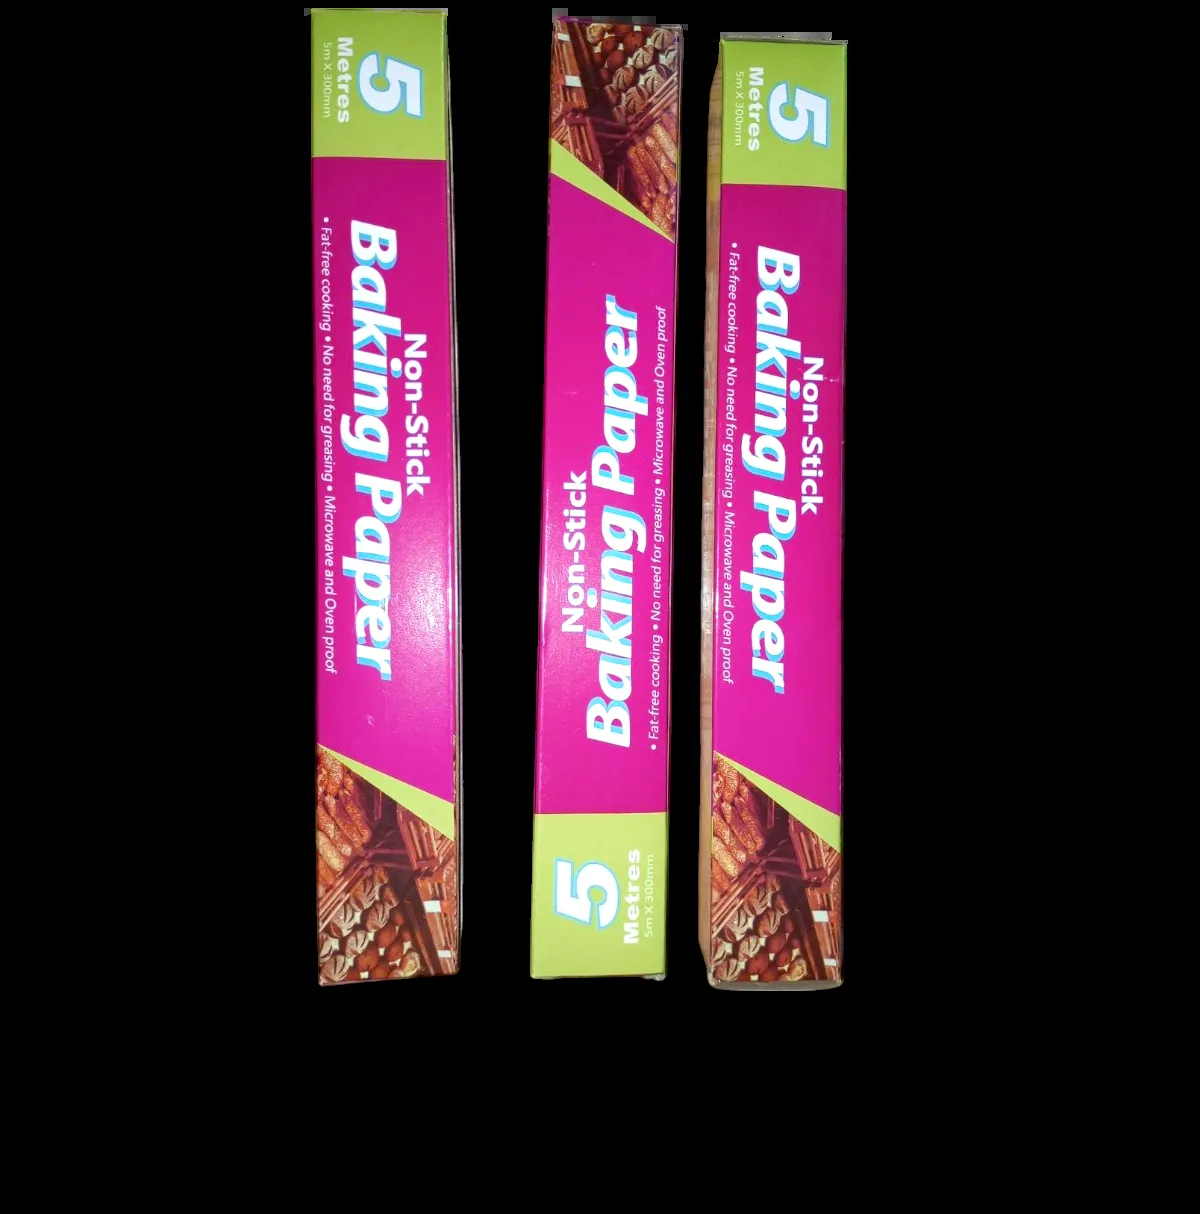 5
Metres
5m X 300mm
Non-Stick
Baking Paper
• Fat-free cooking • No need for greasing • Microwave and Oven proof
Non-Stick
Baking Paper
• Fat-free cooking • No need for greasing • Microwave and Oven proof
5
Metres
5m X 300mm
5
Metres
5m X 300mm
Non-Stick
Baking Paper
• Fat-free cooking • No need for greasing • Microwave and Oven proof